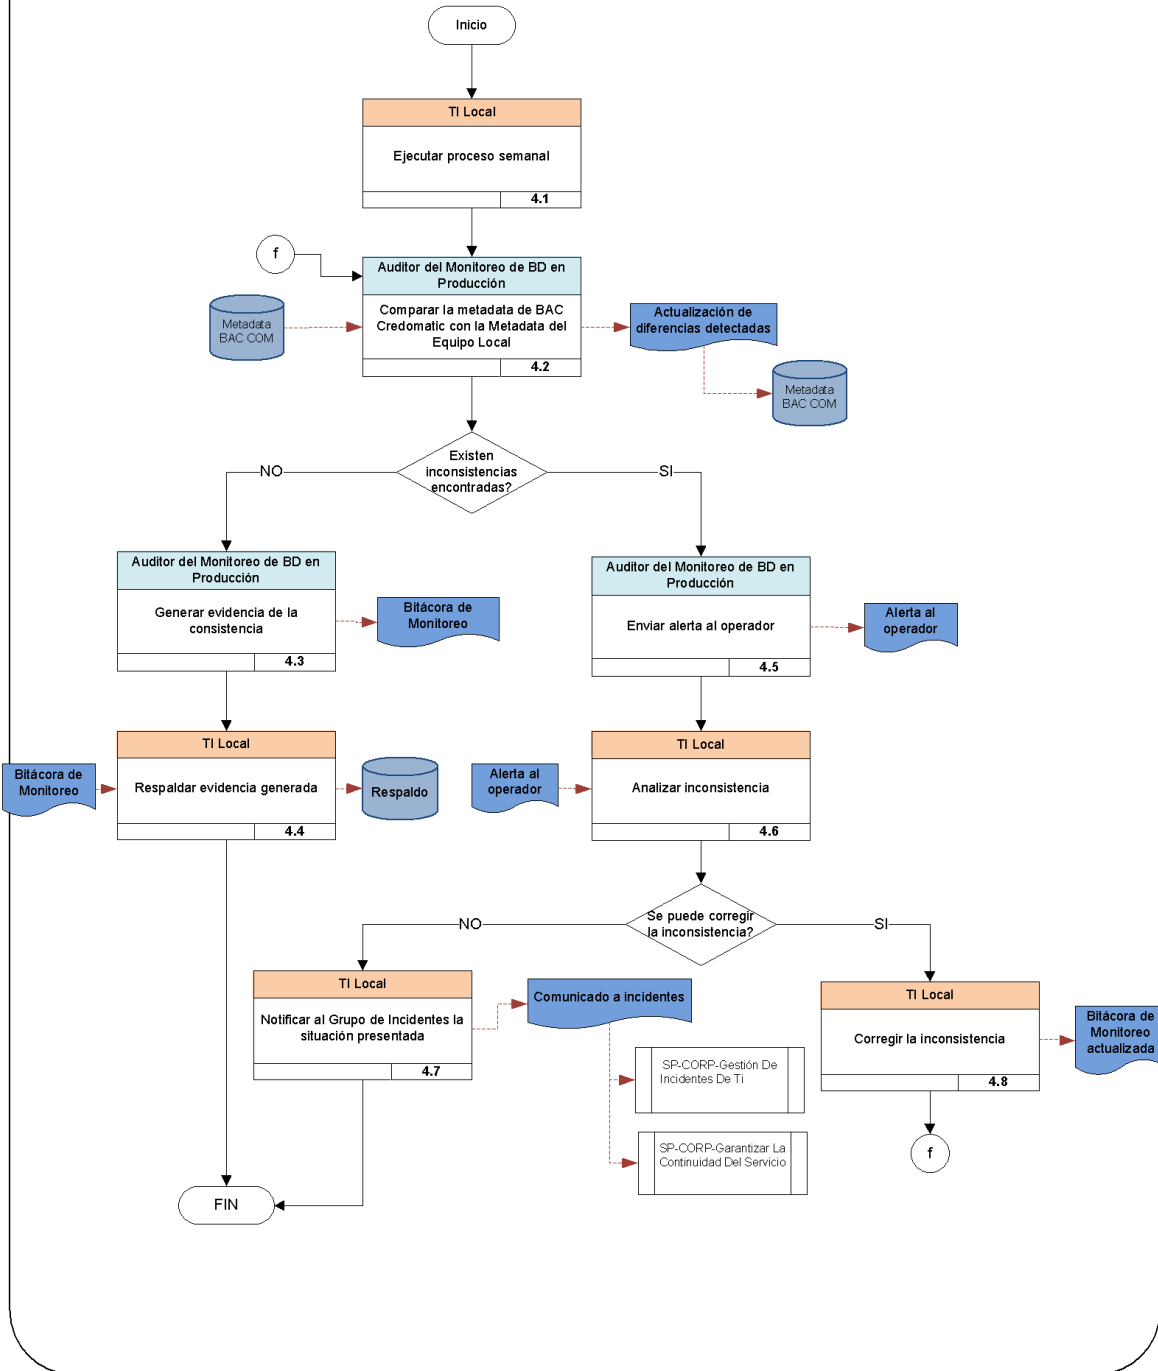 Inicio
TI Local
Ejecutar proceso semanal
4.1
f
Auditor del Monitoreo de BD en
Producción
Metadata
BAC COM
Comparar la metadata de BAC
Credomatic con la Metadata del
Equipo Local
4.2
Actualización de
diferencias detectadas
Metadata
BAC COM
Existen
inconsistencias
encontradas?
NO
SI
Auditor del Monitoreo de BD en
Producción
Generar evidencia de la
consistencia
4.3
Bitácora de
Monitoreo
Auditor del Monitoreo de BD en
Producción
Enviar alerta al operador
4.5
Alerta al
operador
Bitácora de
Monitoreo
TI Local
Respaldar evidencia generada
4.4
Respaldo
Alerta al
operador
TI Local
Analizar inconsistencia
4.6
Se puede corregir
la inconsistencia?
NO
SI
TI Local
Notificar al Grupo de Incidentes la
situación presentada
4.7
Comunicado a incidentes
SP-CORP-Gestión De
Incidentes De Ti
SP-CORP-Garantizar La
Continuidad Del Servicio
TI Local
Corregir la inconsistencia
4.8
Bitácora de
Monitoreo
actualizada
f
FIN